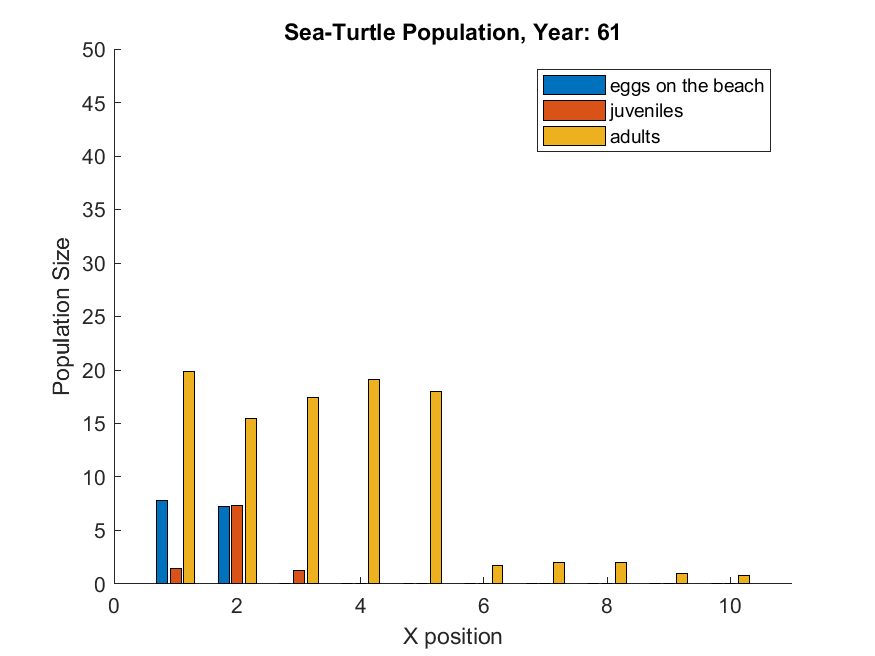 Sea-Turtle Population, Year: 61
eggs on the beach
juveniles
adults
Population Size
50
45
40
35
30
25
20
15
10
5
0
0 2 4 6 8 10
X position